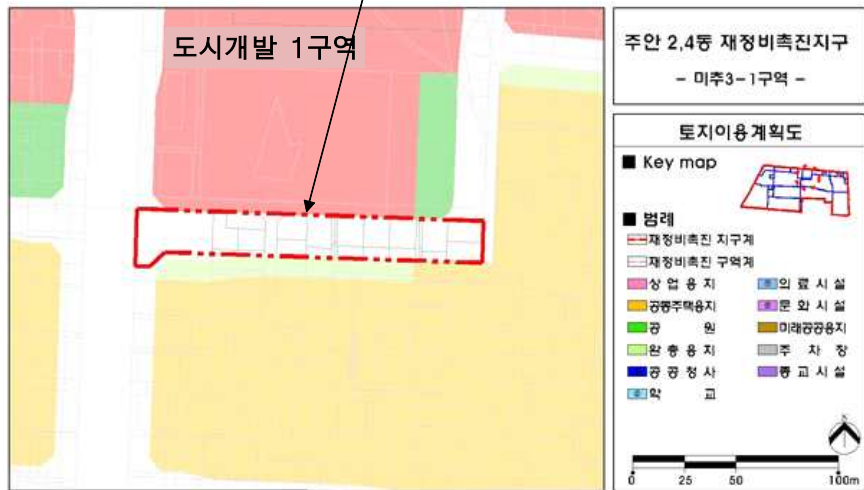 도시개발 1구역
주안 2,4동 재정비촉진지구
- 미추3-1구역 -
토지이용계획도
■ Key map
■ 범례
재정비촉진 지구계
재정비촉진 구역계
상 업 용 지
의 료 시 설
공동주택용지
문 화 시 설
공 원
미래공공용지
완 충 용 지
주 차 장
공 공 청 사
종 교 시 설
학 교
0 25 50 100m